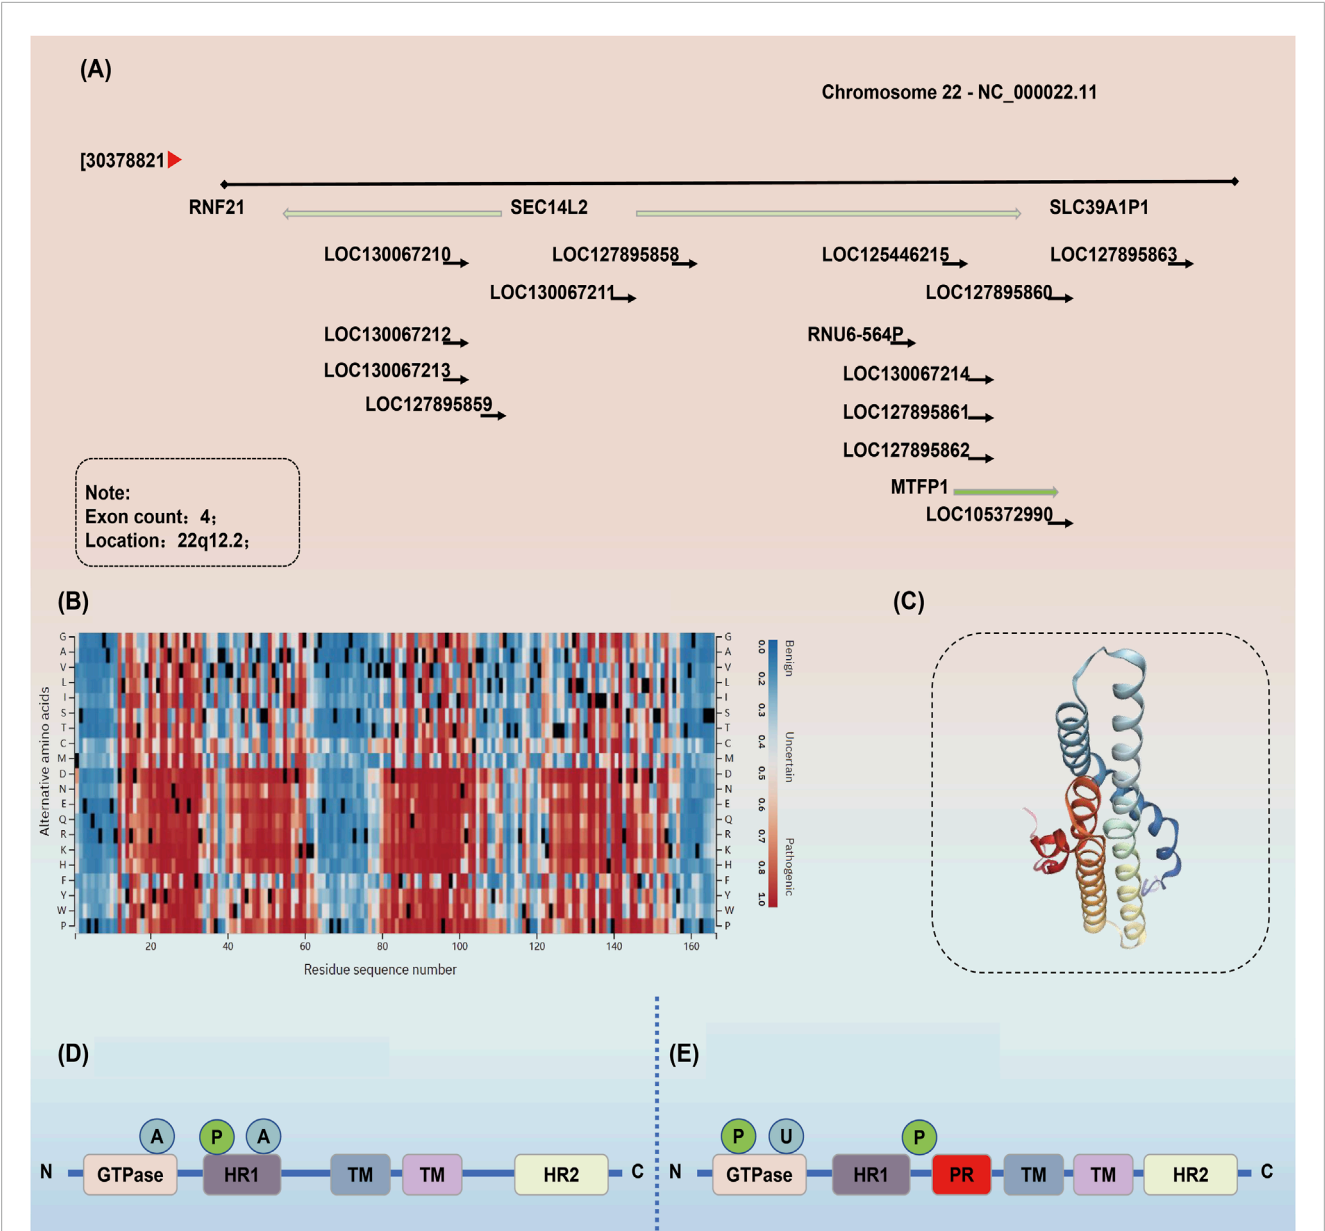 (A)
Chromosome 22 - NC_000022.11
[30378821
RNF21 SEC14L2 SLC39A1P1
LOC130067210 LOC127895858 LOC125446215 LOC127895863
LOC130067211 LOC127895860
LOC130067212 RNU6-564P
LOC130067213 LOC130067214
LOC127895859 LOC127895861
LOC127895862
MTFP1
LOC105372990
Note:
Exon count：4；
Location：22q12.2；
(B)
Alternative amino acids
G G
A A
V V
L L
I I
S S
T T
C C
M M
D D
N N
E E
Q Q
R R
K K
H H
F F
Y Y
W W
P P
20 40 60 80 100 120 140 160
Residue sequence number
0.0 0.2 0.3 0.4 0.5 0.6 0.7 0.8 1.0
Benign Uncertain Pathogenic
(C)
(D)
A P A
N GTPase HR1 TM TM HR2 C
(E)
P U P
N GTPase HR1 PR TM TM HR2 C